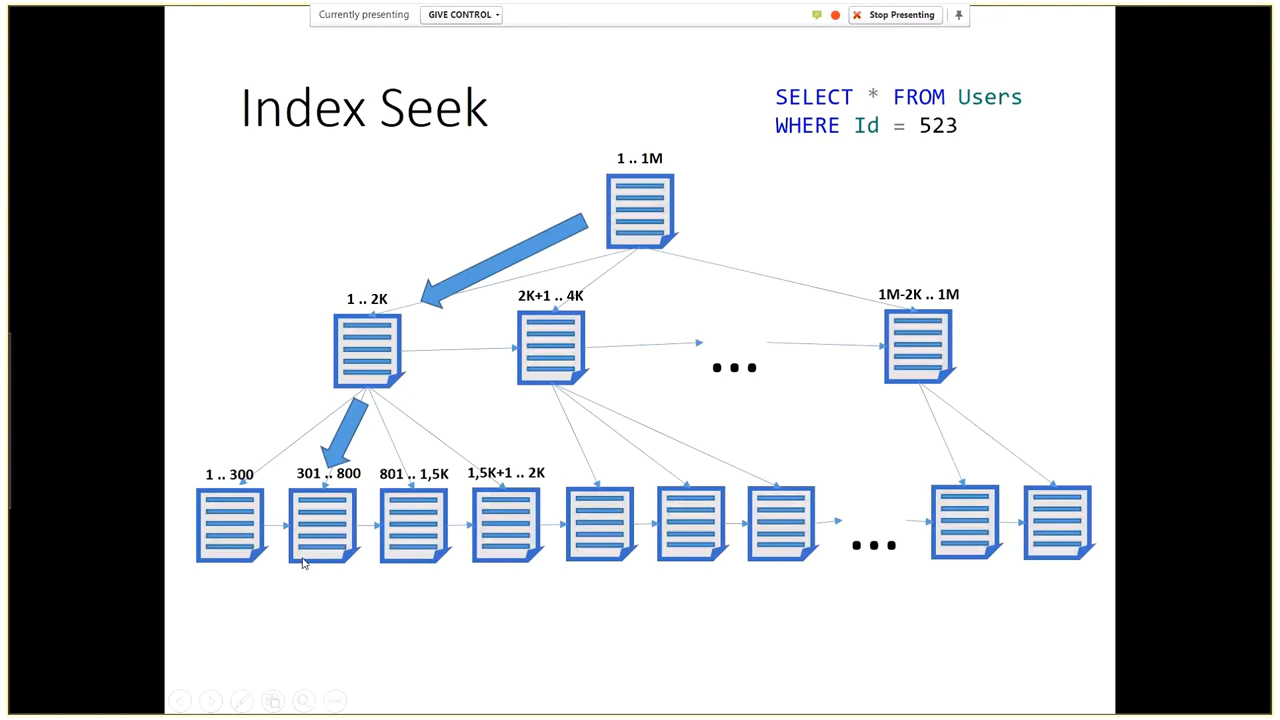 Currently presenting
GIVE CONTROL
Stop Presenting
Index Seek
SELECT * FROM Users
WHERE Id = 523
1 .. 1M
1 .. 2K
2K+1 .. 4K
1M-2K .. 1M
1 .. 300
301 .. 800
801 .. 1,5K
1,5K+1 .. 2K